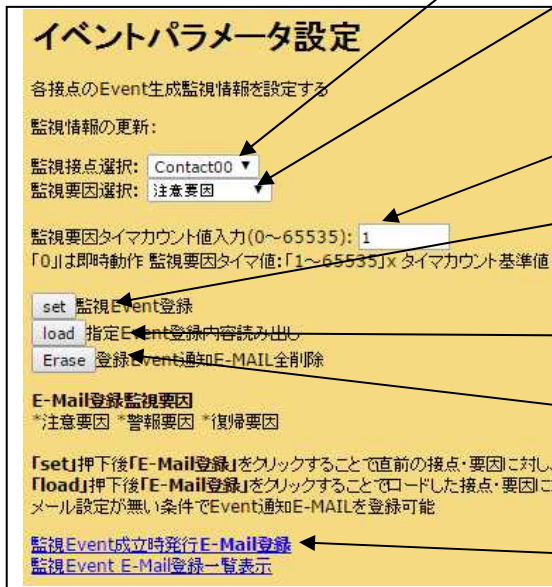 イベントパラメータ設定
各接点のEvent生成監視情報を設定する
監視情報の更新:
監視接点選択: Contact00
監視要因選択: 注意要因
監視要因タイマカウント値入力(0～65535): 1
「0」は即時動作 監視要因タイマ値:「1～65535」x タイマカウント基準値
set 監視Event登録
load 指定Event登録内容読み出し
Erase 登録Event通知E-MAIL全削除
E-Mail登録監視要因
*注意要因 *警報要因 *復帰要因
「set」押下後「E-Mail登録」をクリックすることで直前の接点・要因に対し、
「load」押下後「E-Mail登録」をクリックすることでロードした接点・要因に
メール設定が無い条件でEvent通知E-MAILを登録可能
監視Event成立時発行E-Mail登録
監視Event E-Mail登録一覧表示